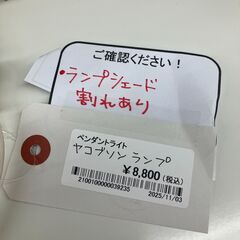 ご確認ください!
・ランプシェード
割れあり
ペンダントライト
ヤコブソン ランプ
¥8,800(税込)
2100100000039235
2025/11/03